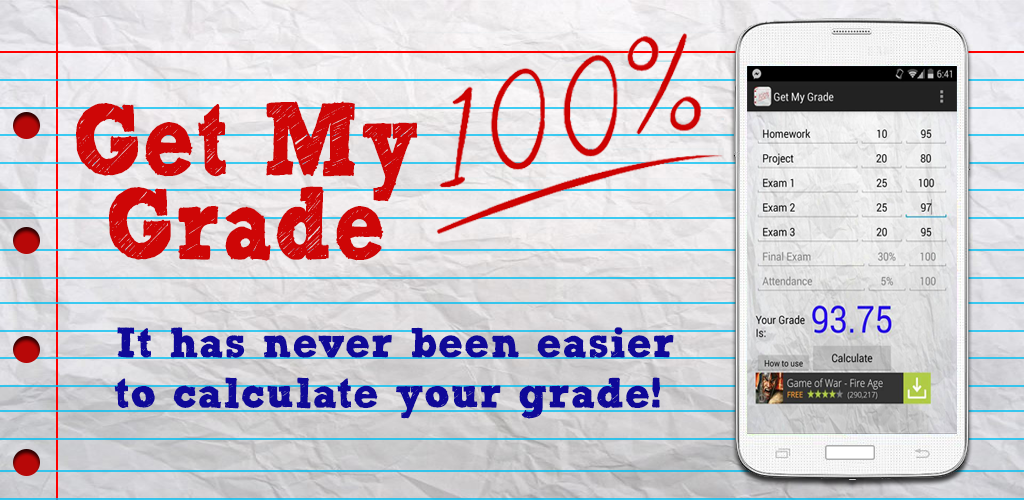 Get My
Grade
100%
It has never been easier
to calculate your grade!
6:41
Get My Grade
Homework 10 95
Project 20 80
Exam 1 25 100
Exam 2 25 97
Exam 3 20 95
Final Exam 30% 100
Attendance 5% 100
Your Grade
Is: 93.75
How to use Calculate
Game of War - Fire Age
FREE (290,217)